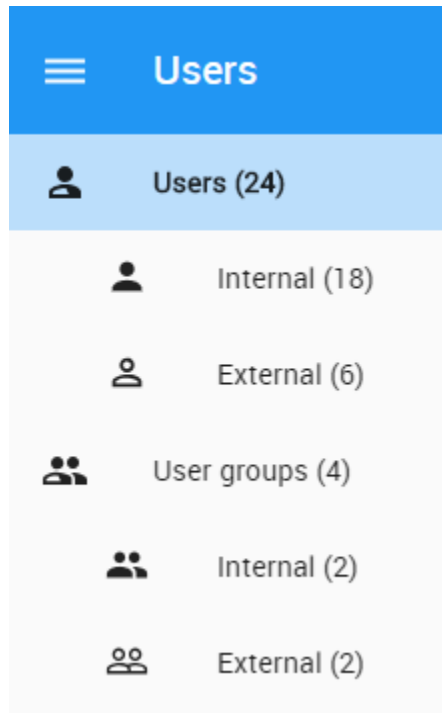 Users
Users (24)
Internal (18)
External (6)
User groups (4)
Internal (2)
External (2)